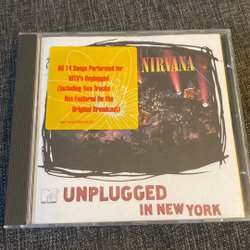 NIRVANA
All 14 Songs Performed for
MTV's Unplugged
(Including Two Tracks
Not Featured On The
Original Broadcast)
UNPLUGGED
IN NEW YORK